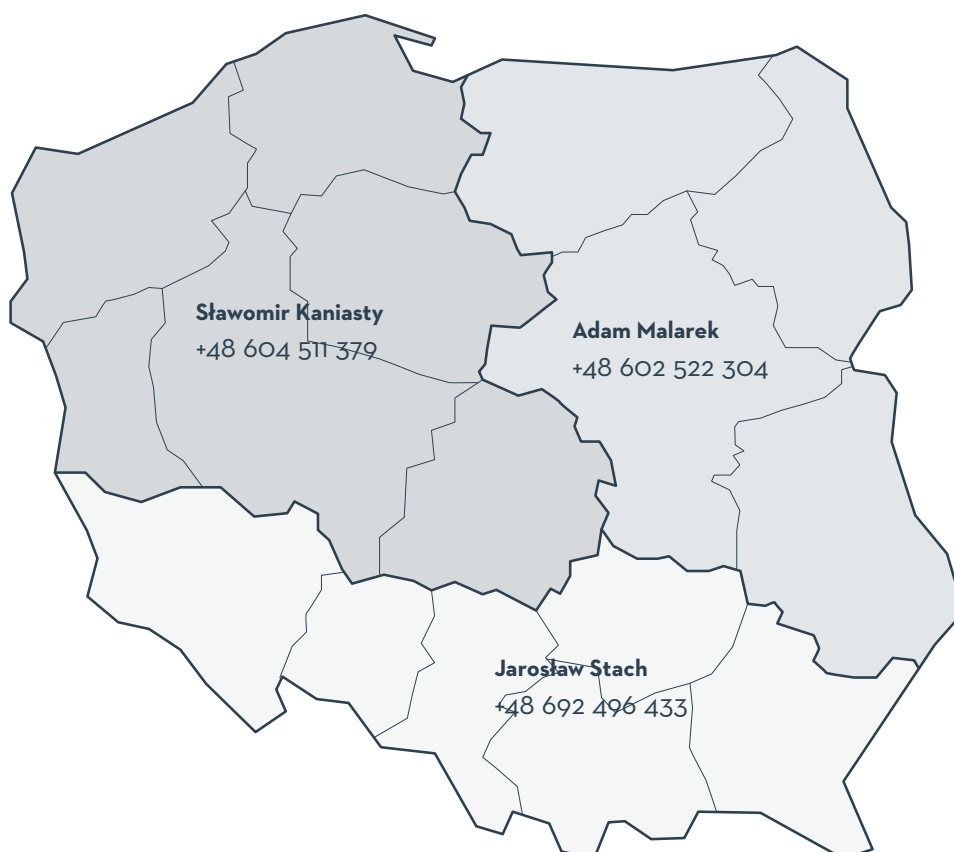 Sławomir Kaniasty
+48 604 511 379
Adam Malarek
+48 602 522 304
Jarosław Stach
+48 692 496 433